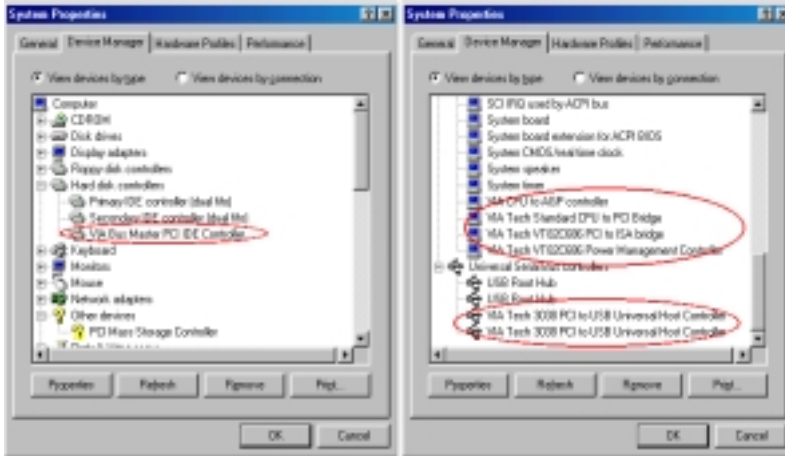 System Properties
General Device Manager Hardware Profiles Performance
View devices by type View devices by connection
Computer
CDROM
Disk drives
Display adapters
Floppy disk controllers
Hard disk controllers
Primary IDE controller (dual fifo)
Secondary IDE controller (dual fifo)
VIA Bus Master PCI IDE Controller
Keyboard
Monitors
Mouse
Network adapters
Other devices
PCI Mass Storage Controller
Properties Refresh Remove Print...
OK Cancel
System Properties
General Device Manager Hardware Profiles Performance
View devices by type View devices by connection
SCI IRQ used by ACPI bus
System board
System board extension for ACPI BIOS
System CMOS/real time clock
System speaker
System timer
VIA CPU to AGP controller
VIA Tech Standard CPU to PCI Bridge
VIA Tech VT82C686 PCI to ISA bridge
VIA Tech VT82C686 Power Management Controller
Universal Serial Bus controllers
USB Root Hub
USB Root Hub
VIA Tech 3038 PCI to USB Universal Host Controller
VIA Tech 3038 PCI to USB Universal Host Controller
Properties Refresh Remove Print...
OK Cancel